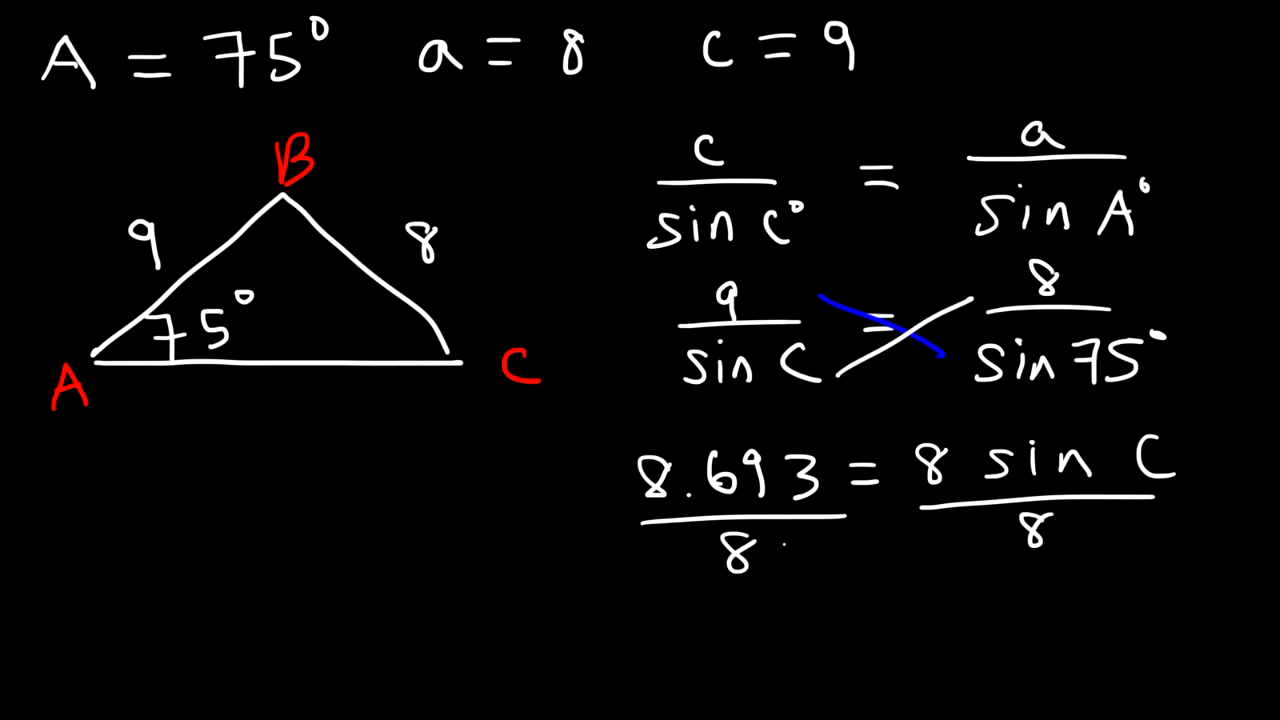 A = 75° a = 8 c = 9
B
9 8
75°
A C
c / sin C° = a / sin A°
9 / sin C = 8 / sin 75°
8.693 / 8 = 8 sin C / 8